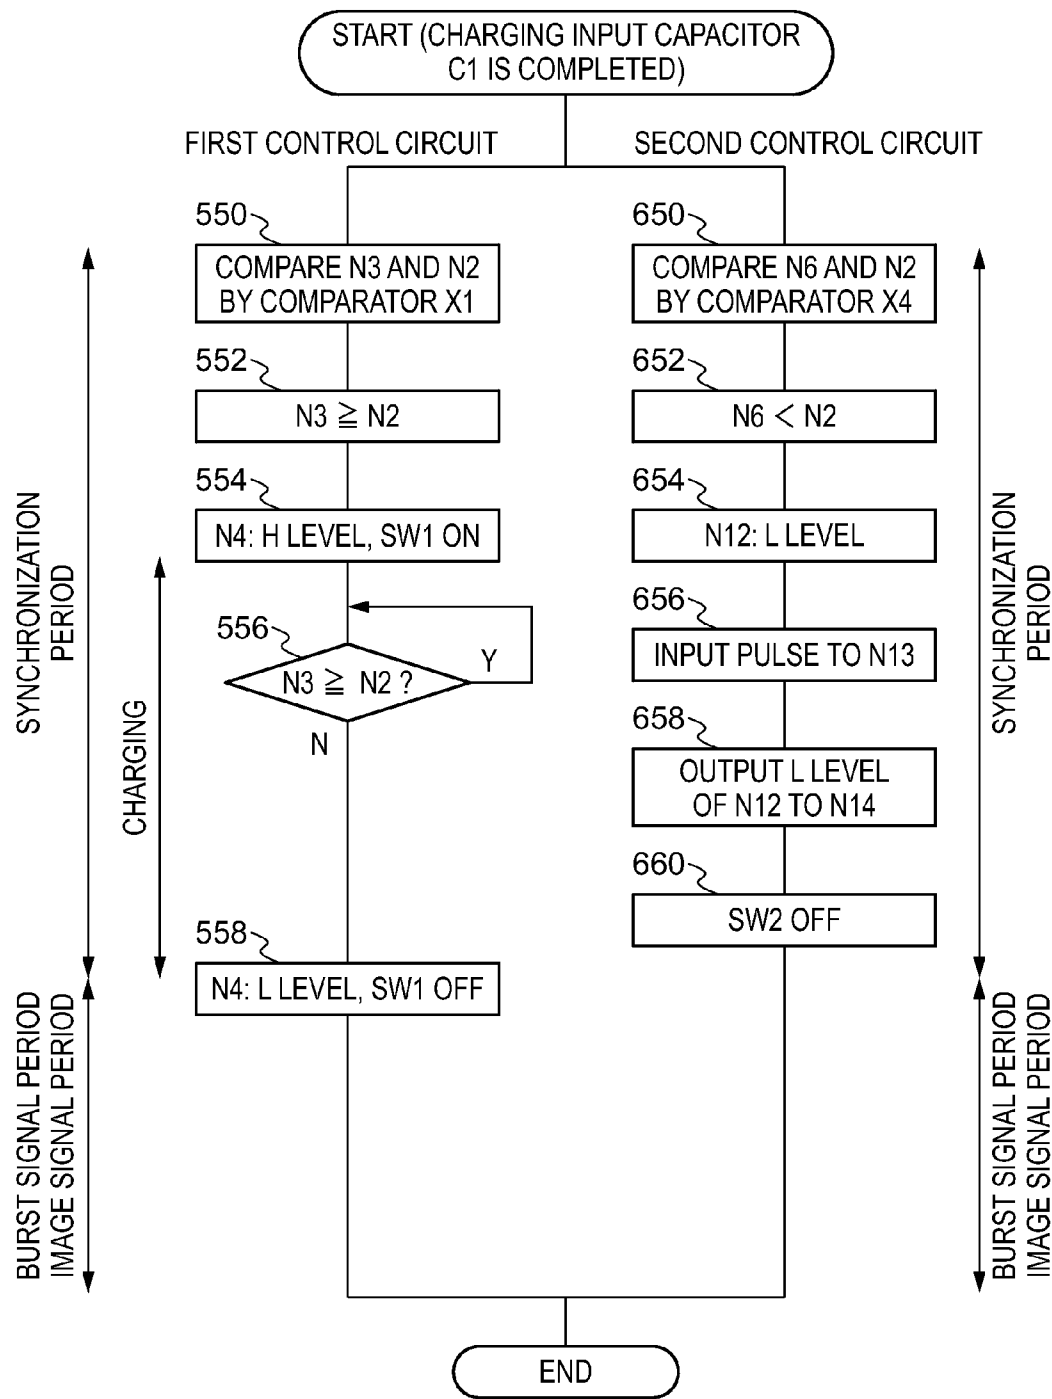 START (CHARGING INPUT CAPACITOR
C1 IS COMPLETED)
FIRST CONTROL CIRCUIT
SECOND CONTROL CIRCUIT
550
COMPARE N3 AND N2
BY COMPARATOR X1
552
N3 ≧ N2
554
N4: H LEVEL, SW1 ON
556
N3 ≧ N2 ?
Y
N
558
N4: L LEVEL, SW1 OFF
650
COMPARE N6 AND N2
BY COMPARATOR X4
652
N6 < N2
654
N12: L LEVEL
656
INPUT PULSE TO N13
658
OUTPUT L LEVEL
OF N12 TO N14
660
SW2 OFF
SYNCHRONIZATION
PERIOD
CHARGING
BURST SIGNAL PERIOD
IMAGE SIGNAL PERIOD
SYNCHRONIZATION
PERIOD
BURST SIGNAL PERIOD
IMAGE SIGNAL PERIOD
END